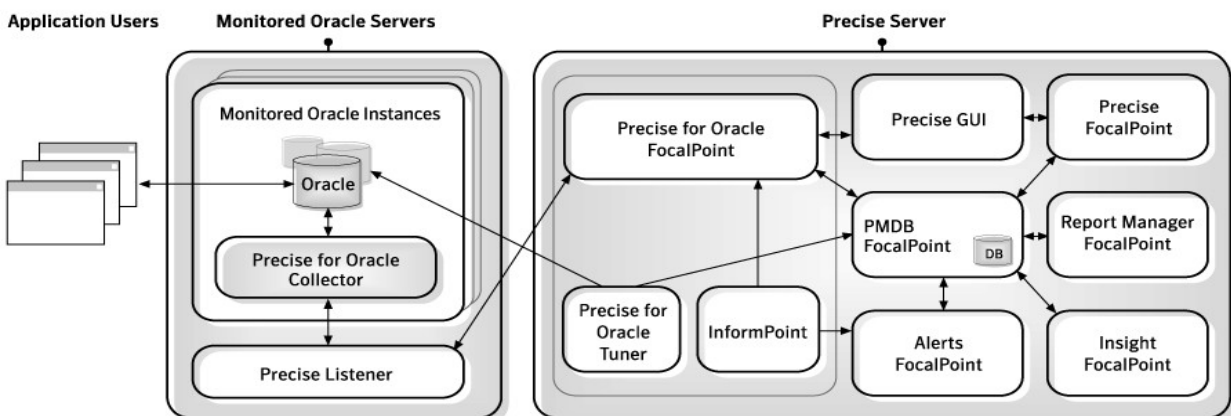 Application Users
Monitored Oracle Servers
Precise Server
Monitored Oracle Instances
Oracle
Precise for Oracle
Collector
Precise Listener
Precise for Oracle
FocalPoint
Precise GUI
Precise
FocalPoint
PMDB
FocalPoint
DB
Report Manager
FocalPoint
Precise for
Oracle
Tuner
InformPoint
Alerts
FocalPoint
Insight
FocalPoint